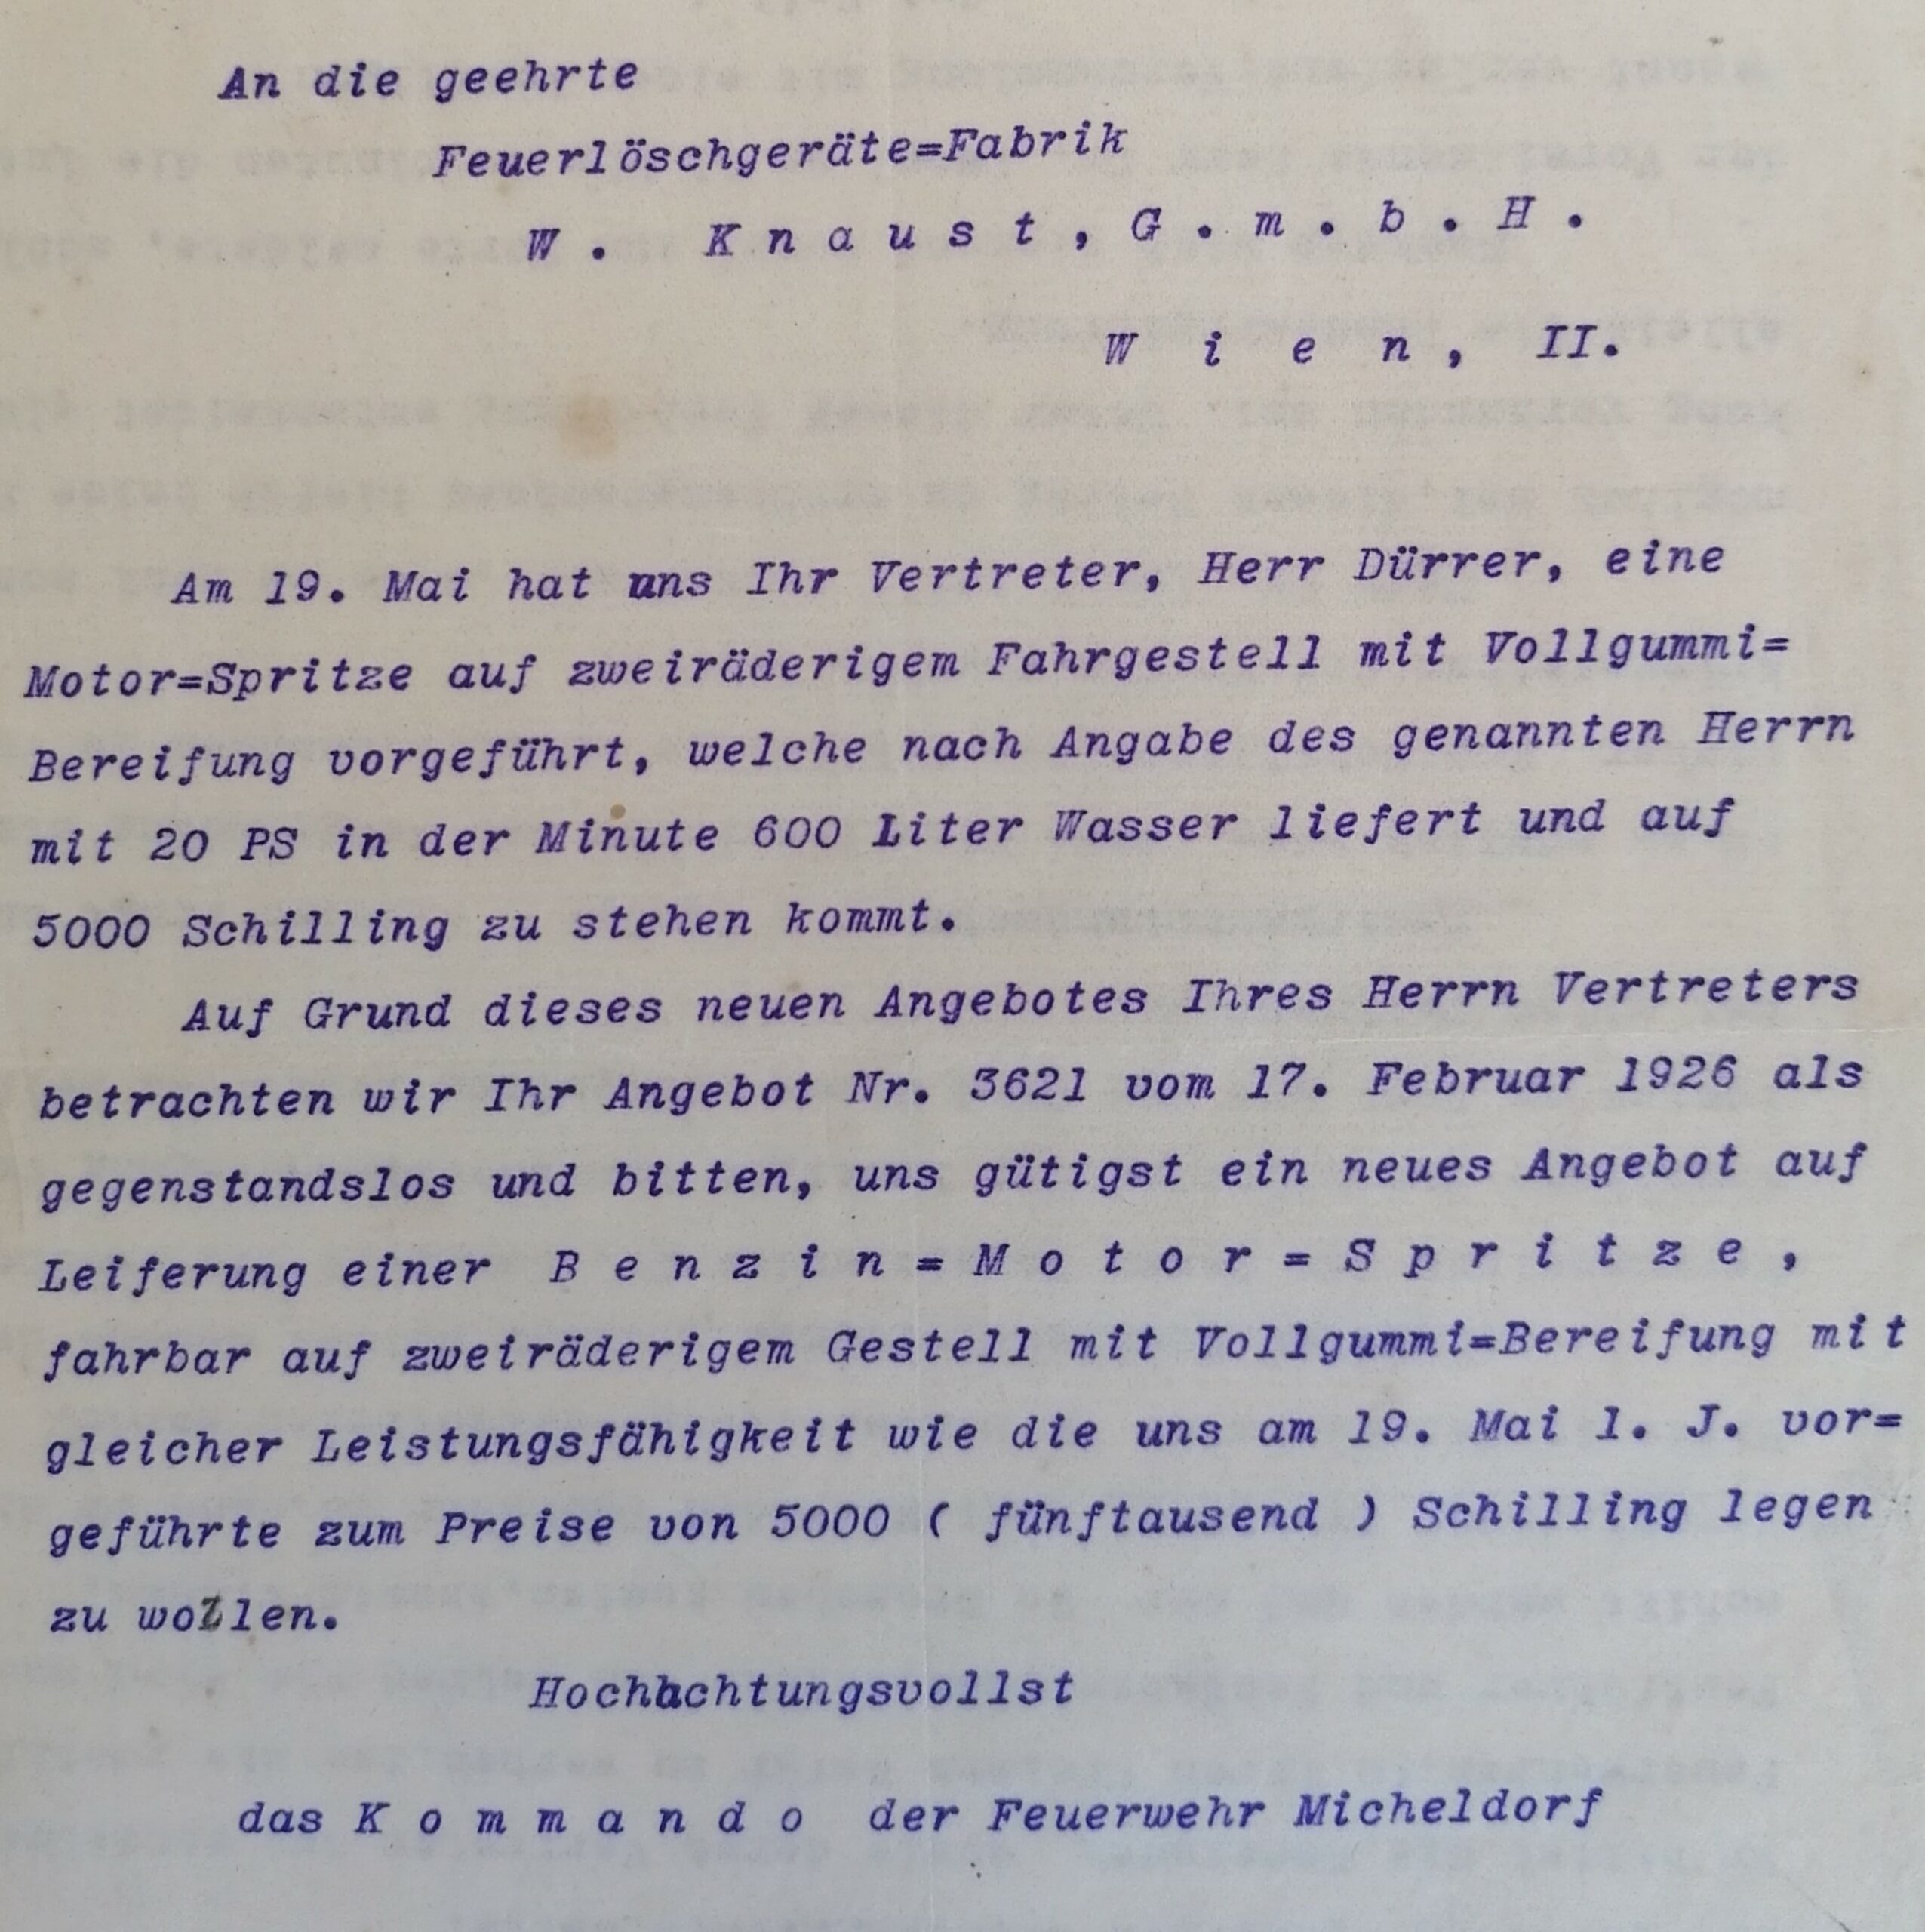 An die geehrte
Feuerlöschgeräte=Fabrik
W. Knaust, G.m.b.H.
Wien, II.
Am 19. Mai hat uns Ihr Vertreter, Herr Dürrer, eine
Motor=Spritze auf zweiräderigem Fahrgestell mit Vollgummi=
Bereifung vorgeführt, welche nach Angabe des genannten Herrn
mit 20 PS in der Minute 600 Liter Wasser liefert und auf
5000 Schilling zu stehen kommt.
Auf Grund dieses neuen Angebotes Ihres Herrn Vertreters
betrachten wir Ihr Angebot Nr. 3621 vom 17. Februar 1926 als
gegenstandslos und bitten, uns gütigst ein neues Angebot auf
Leiferung einer Benzin=Motor=Spritze,
fahrbar auf zweiräderigem Gestell mit Vollgummi=Bereifung mit
gleicher Leistungsfähigkeit wie die uns am 19. Mai l. J. vor=
geführte zum Preise von 5000 ( fünftausend ) Schilling legen
zu wollen.
Hochachtungsvollst
das Kommando der Feuerwehr Micheldorf